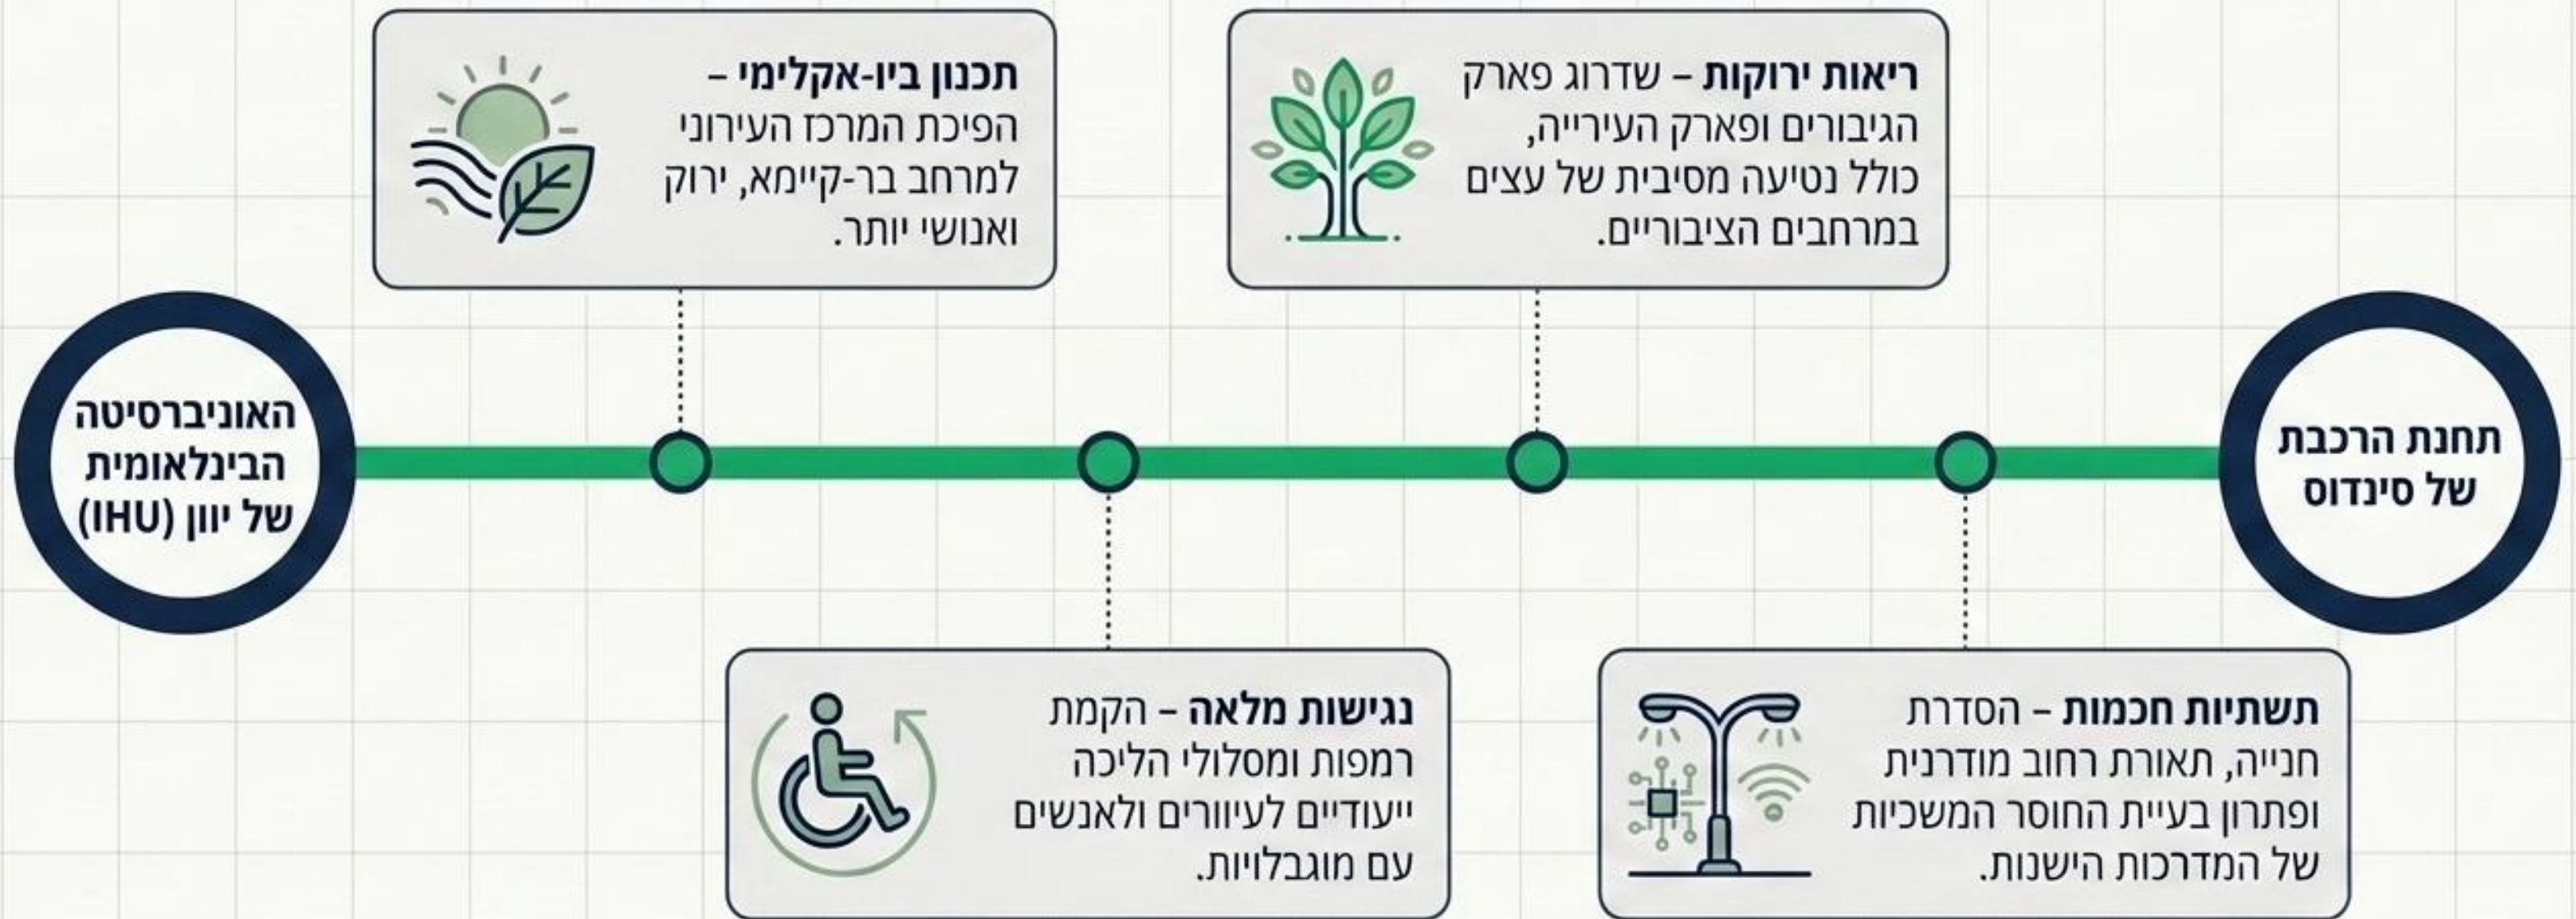 תחנת הרכבת
של סינדוס
תשתיות חכמות – הסדרת
חנייה, תאורת רחוב מודרנית
ופתרון בעיית החוסר המשכיות
של המדרכות הישנות.
ריאות ירוקות – שדרוג פארק
הגיבורים ופארק העירייה,
כולל נטיעה מסיבית של עצים
במרחבים הציבוריים.
נגישות מלאה – הקמת
רמפות ומסלולי הליכה
ייעודיים לעיוורים ולאנשים
עם מוגבלויות.
תכנון ביו-אקלימי –
הפיכת המרכז העירוני
למרחב בר-קיימא, ירוק
ואנושי יותר.
האוניברסיטה
הבינלאומית
של יוון (IHU)